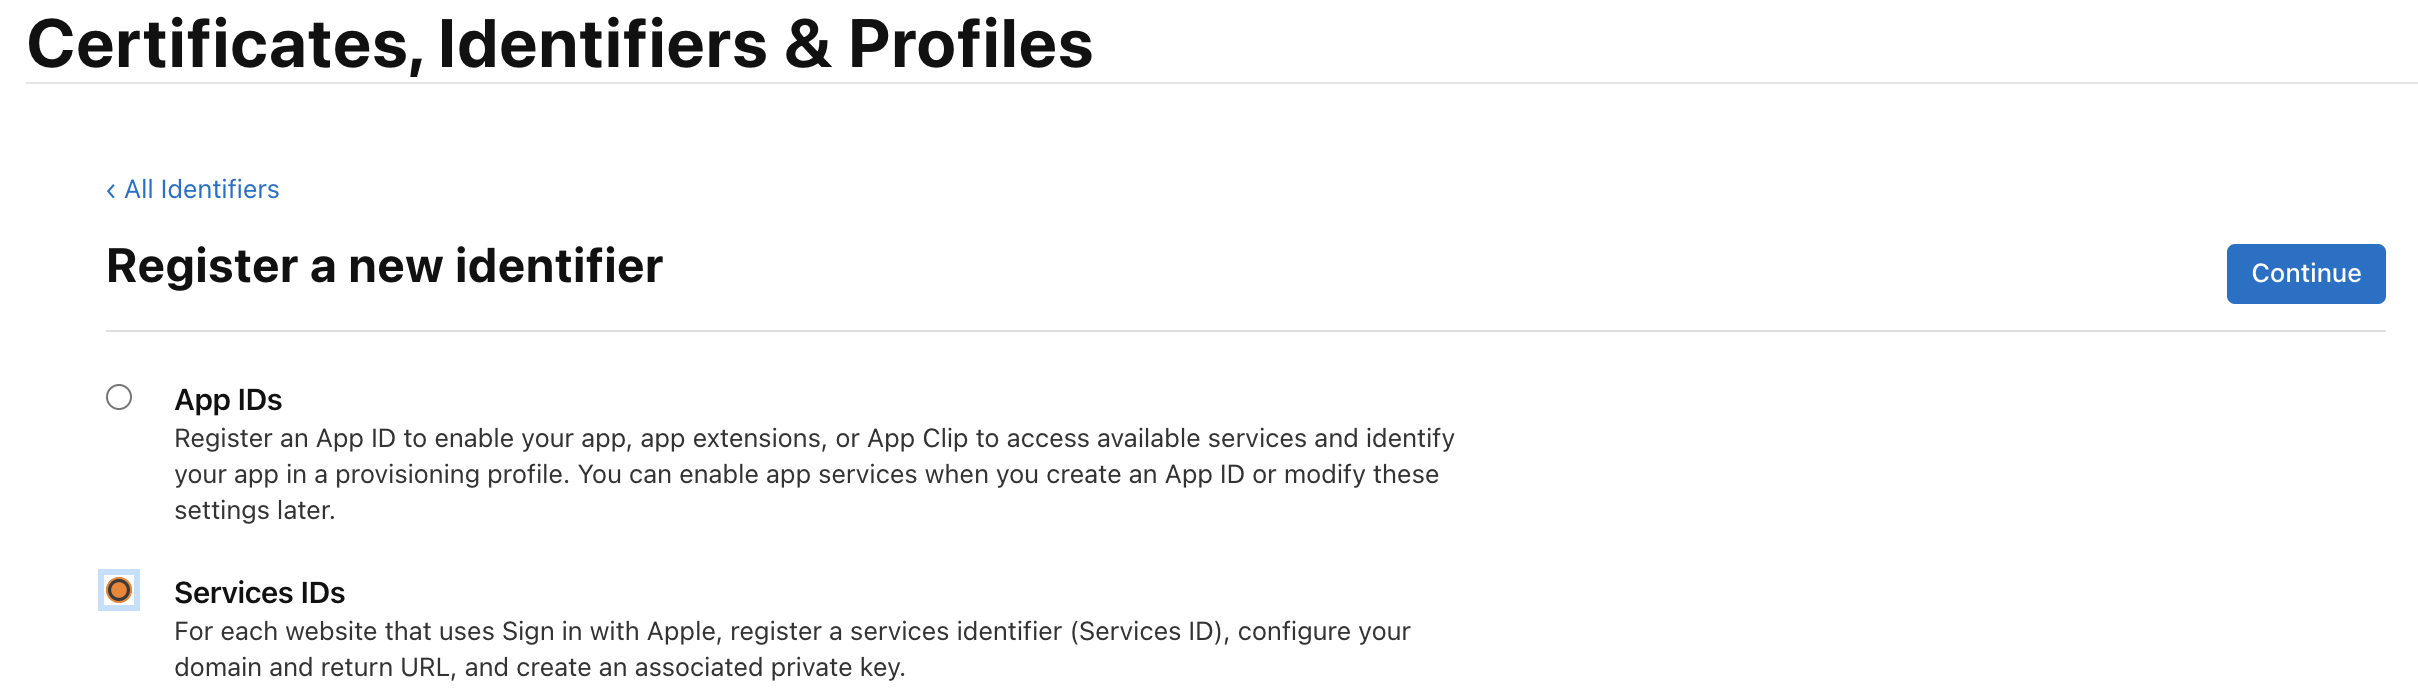 Certificates, Identifiers & Profiles
‹ All Identifiers
Register a new identifier
Continue
App IDs
Register an App ID to enable your app, app extensions, or App Clip to access available services and identify
your app in a provisioning profile. You can enable app services when you create an App ID or modify these
settings later.
Services IDs
For each website that uses Sign in with Apple, register a services identifier (Services ID), configure your
domain and return URL, and create an associated private key.